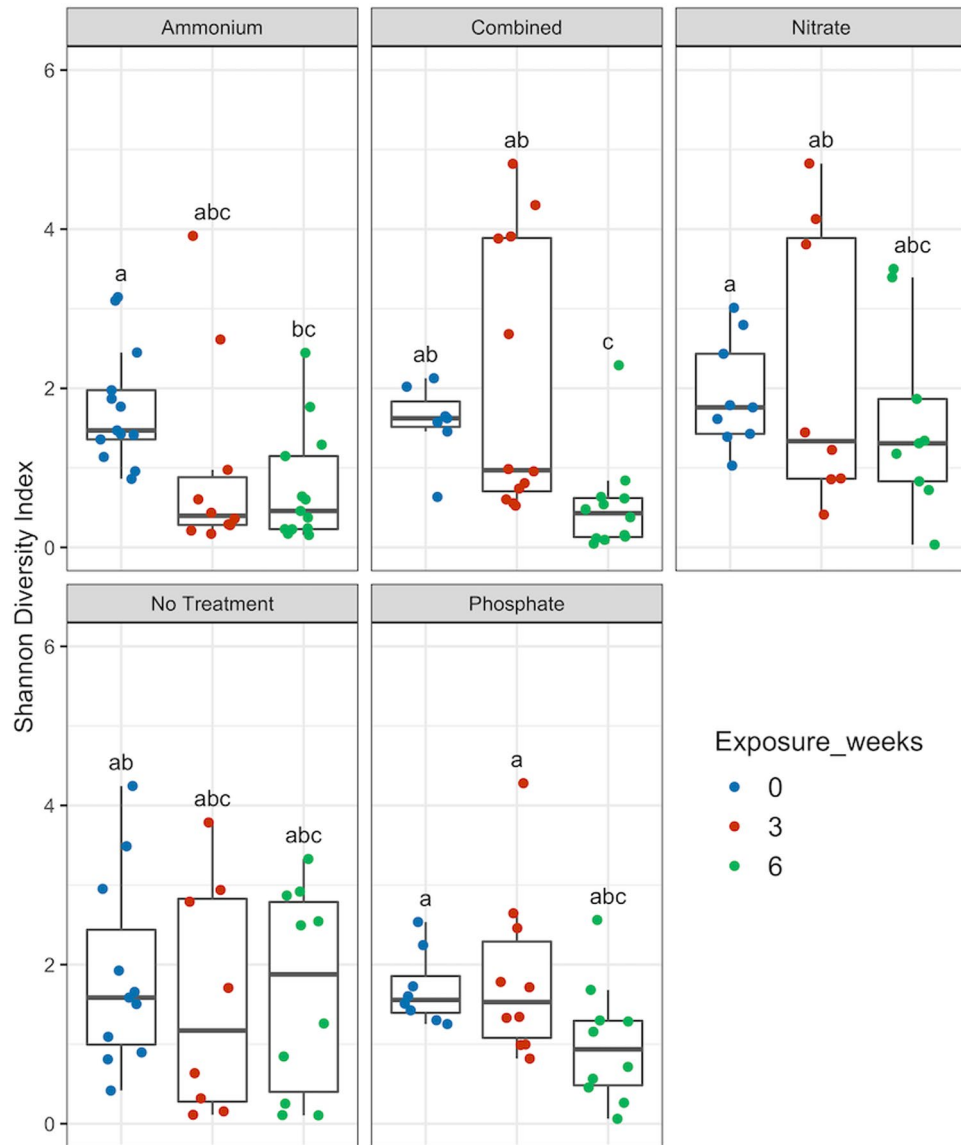 Ammonium
Combined
Nitrate
6
4
2
0
a
abc
bc
ab
ab
c
a
ab
abc
Shannon Diversity Index
No Treatment
Phosphate
6
4
2
0
ab
abc
abc
a
a
abc
Exposure_weeks
0
3
6